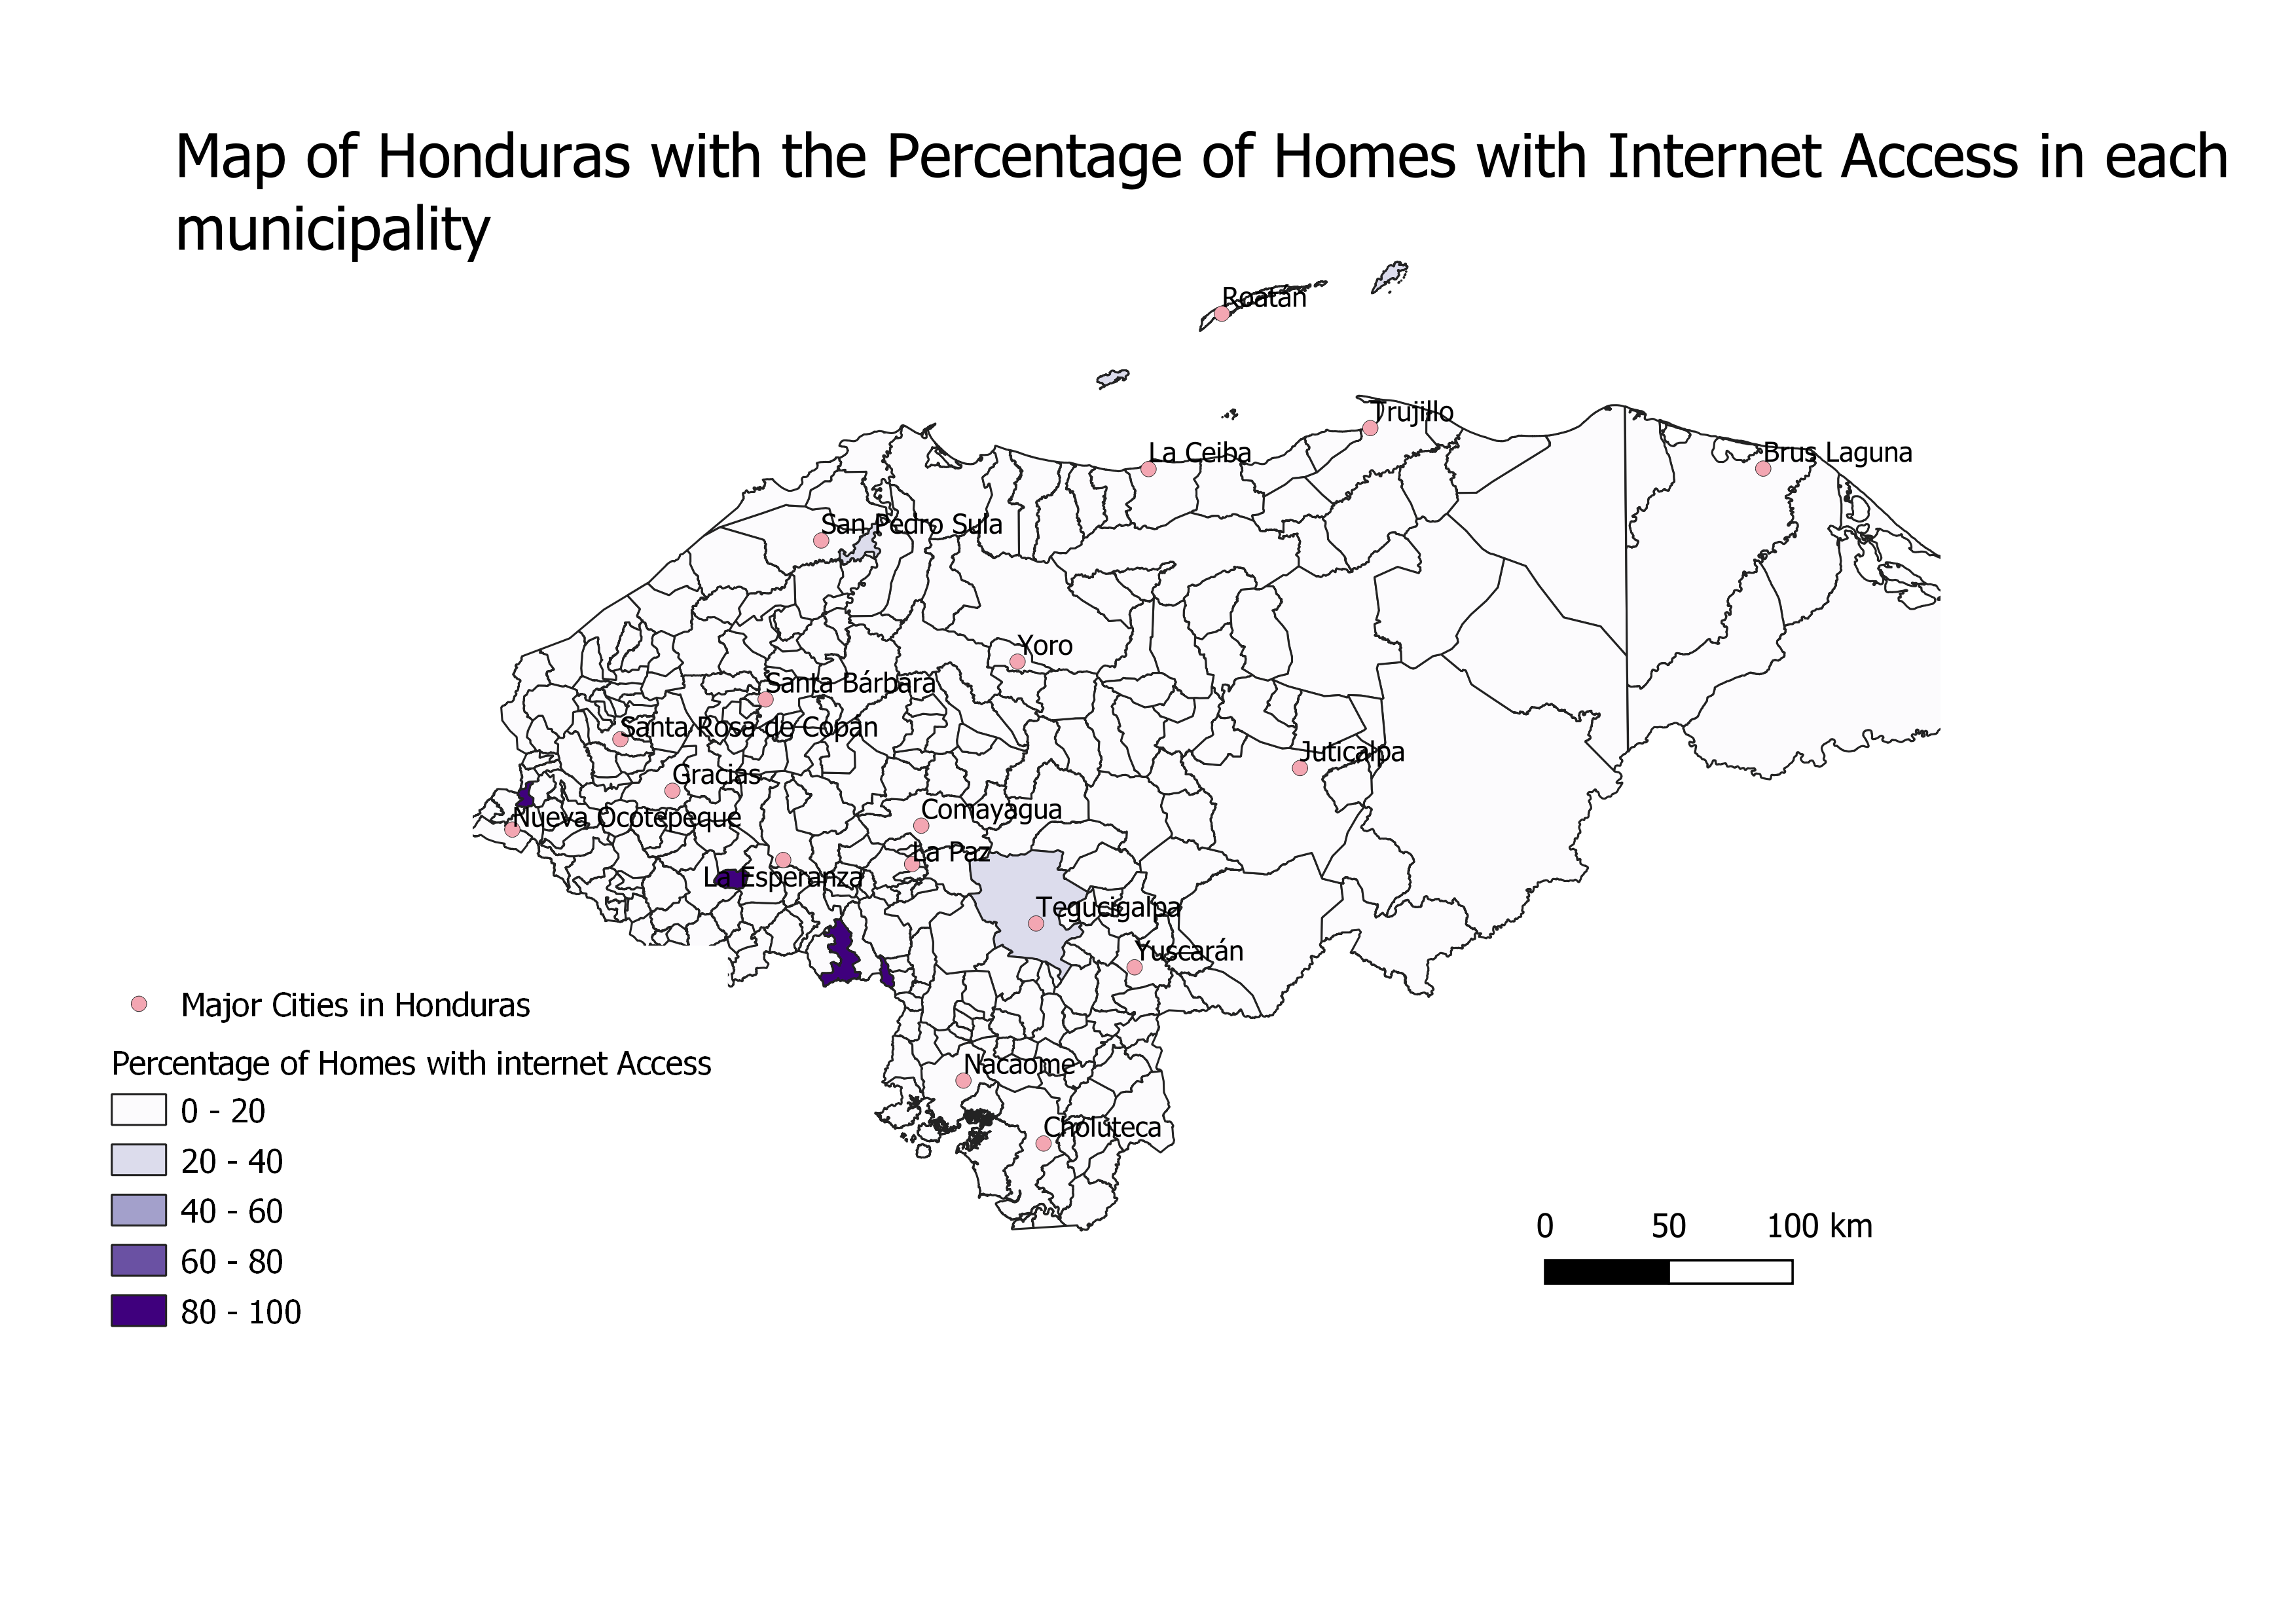 Map of Honduras with the Percentage of Homes with Internet Access in each
municipality
Roatán
Trujillo
La Ceiba
Brus Laguna
San Pedro Sula
Yoro
Santa Bárbara
Santa Rosa de Copán
Juticalpa
Gracias
Comayagua
Nueva Ocotepeque
La Paz
La Esperanza
Tegucigalpa
Yuscarán
Major Cities in Honduras
Percentage of Homes with internet Access
Nacaome
0 - 20
Choluteca
20 - 40
40 - 60
0 50 100 km
60 - 80
80 - 100